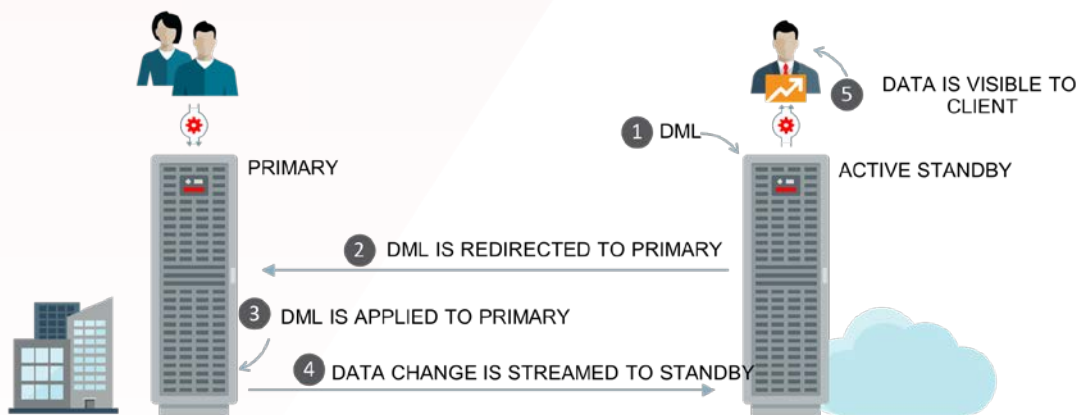 PRIMARY
ACTIVE STANDBY
1 DML
2 DML IS REDIRECTED TO PRIMARY
3 DML IS APPLIED TO PRIMARY
4 DATA CHANGE IS STREAMED TO STANDBY
5 DATA IS VISIBLE TO
CLIENT